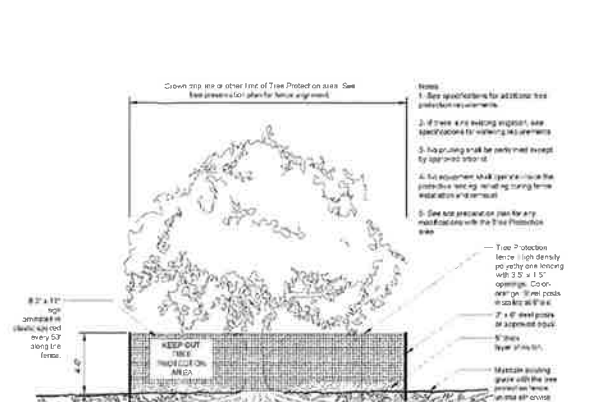 Crown drip line or other limit of Tree Protection area. See
tree preservation plan for fence alignment.
Notes
1- See specifications for additional tree
protection requirements.
2- If there is no existing irrigation, see
specifications for watering requirements
3- No pruning shall be performed except
by approved arborist
4- No equipment shall operate inside the
protective fencing including during fence
installation and removal
5- See site preparation plan for any
modifications with the Tree Protection
area
Tree Protection
fence: High density
polyethylene fencing
with 3.5" x 1.5"
openings. Color-
orange. Steel posts
installed at 8' o.c.
2" x 6' steel posts
or approved equal
5" thick
layer of mulch.
Maintain existing
grade with the tree
protection fence
8.5" x 11"
sign
laminated in
plastic spaced
every 50'
along the
fence.
KEEP OUT
TREE
PROTECTION
AREA
4'-0"